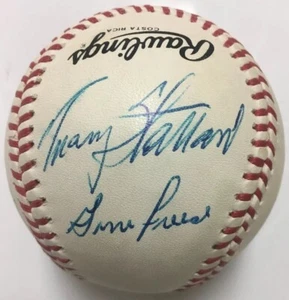 Rawlings
COSTA RICA
Tracy Stallard
Gene Freese